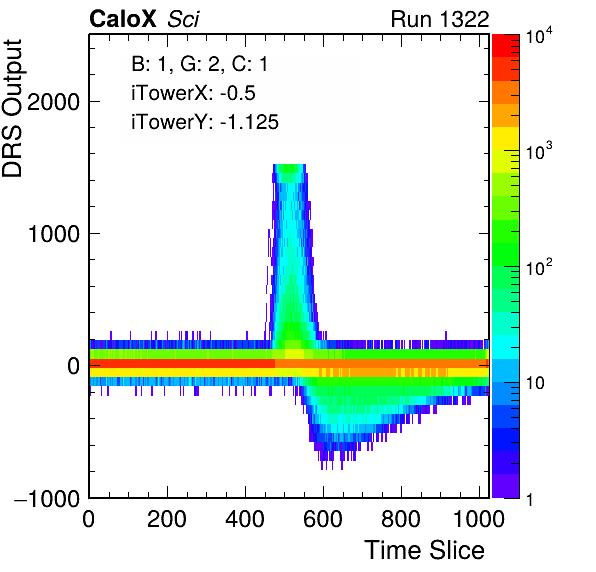 CaloX Sci
Run 1322
DRS Output
B: 1, G: 2, C: 1
iTowerX: -0.5
iTowerY: -1.125
2000
1000
0
−1000
0 200 400 600 800 1000
Time Slice
10^4
10^3
10^2
10
1